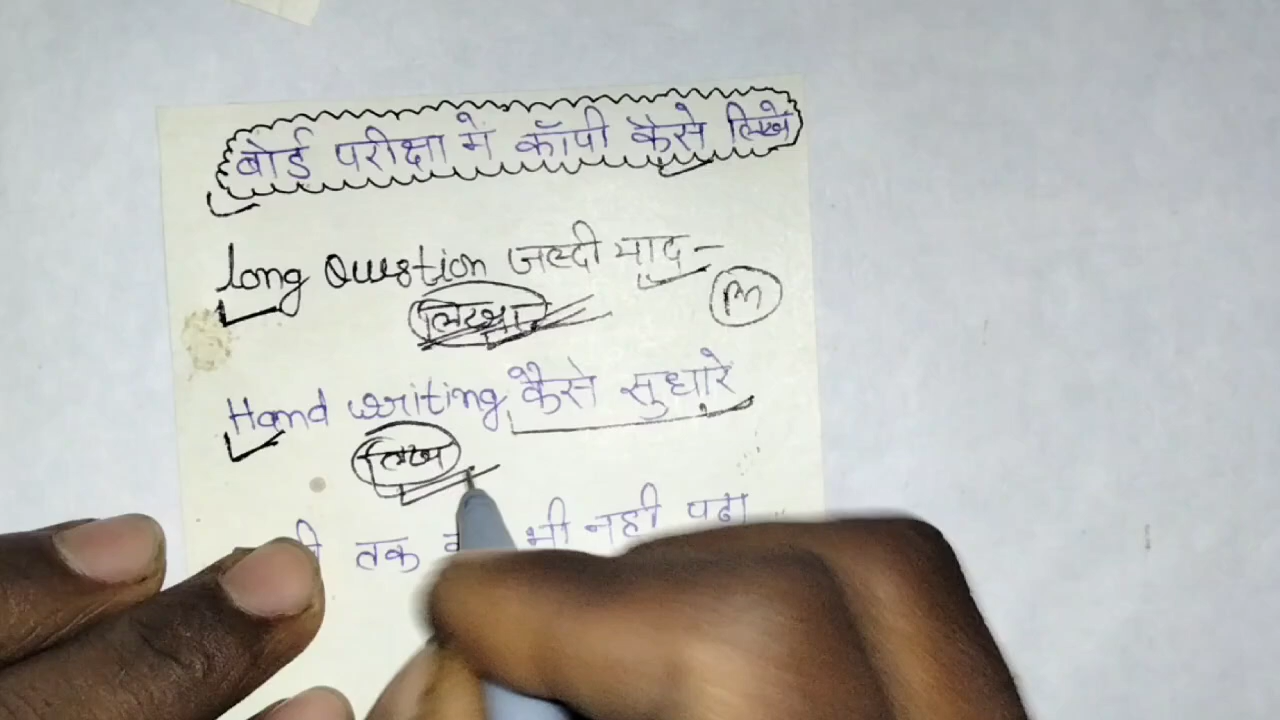 बोर्ड परीक्षा में कॉपी कैसे लिखें
Long Question जल्दी याद -
Hand writing कैसे सुधारे
लिख
तक भी नही पढा